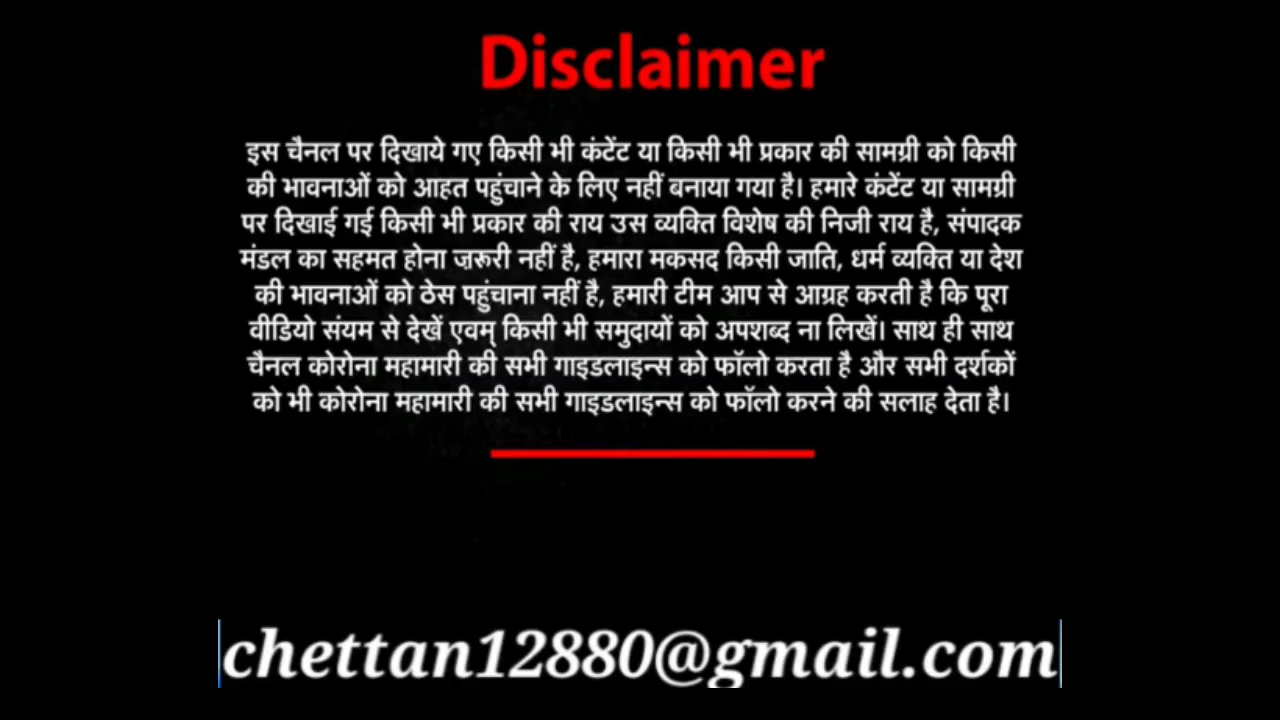 Disclaimer
इस चैनल पर दिखाये गए किसी भी कंटेंट या किसी भी प्रकार की सामग्री को किसी
की भावनाओं को आहत पहुंचाने के लिए नहीं बनाया गया है। हमारे कंटेंट या सामग्री
पर दिखाई गई किसी भी प्रकार की राय उस व्यक्ति विशेष की निजी राय है, संपादक
मंडल का सहमत होना ज़रूरी नहीं है, हमारा मकसद किसी जाति, धर्म व्यक्ति या देश
की भावनाओं को ठेस पहुंचाना नहीं है, हमारी टीम आप से आग्रह करती है कि पूरा
वीडियो संयम से देखें एवम् किसी भी समुदायों को अपशब्द ना लिखें। साथ ही साथ
चैनल कोरोना महामारी की सभी गाइडलाइन्स को फॉलो करता है और सभी दर्शकों
को भी कोरोना महामारी की सभी गाइडलाइन्स को फॉलो करने की सलाह देता है।
chettan12880@gmail.com